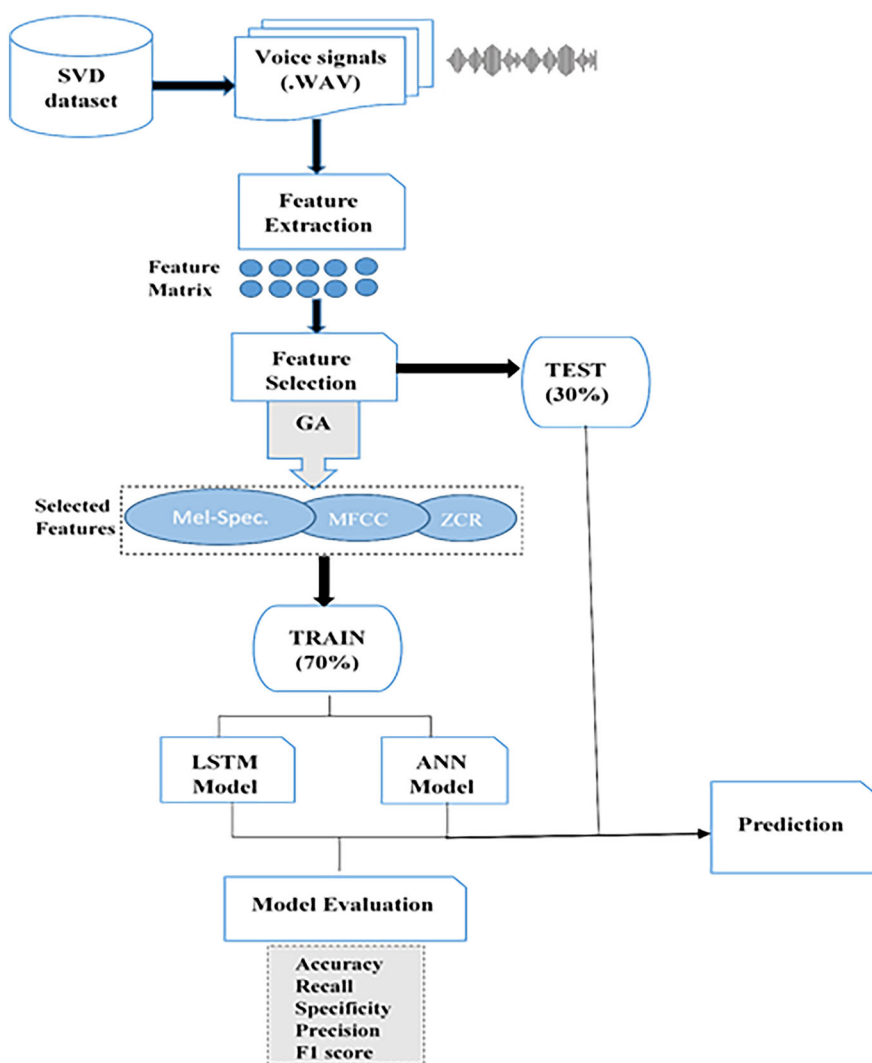 SVD
dataset
Voice signals
(.WAV)
Feature
Extraction
Feature
Matrix
Feature
Selection
TEST
(30%)
GA
Selected
Features
Mel-Spec.
MFCC
ZCR
TRAIN
(70%)
LSTM
Model
ANN
Model
Prediction
Model Evaluation
Accuracy
Recall
Specificity
Precision
F1 score